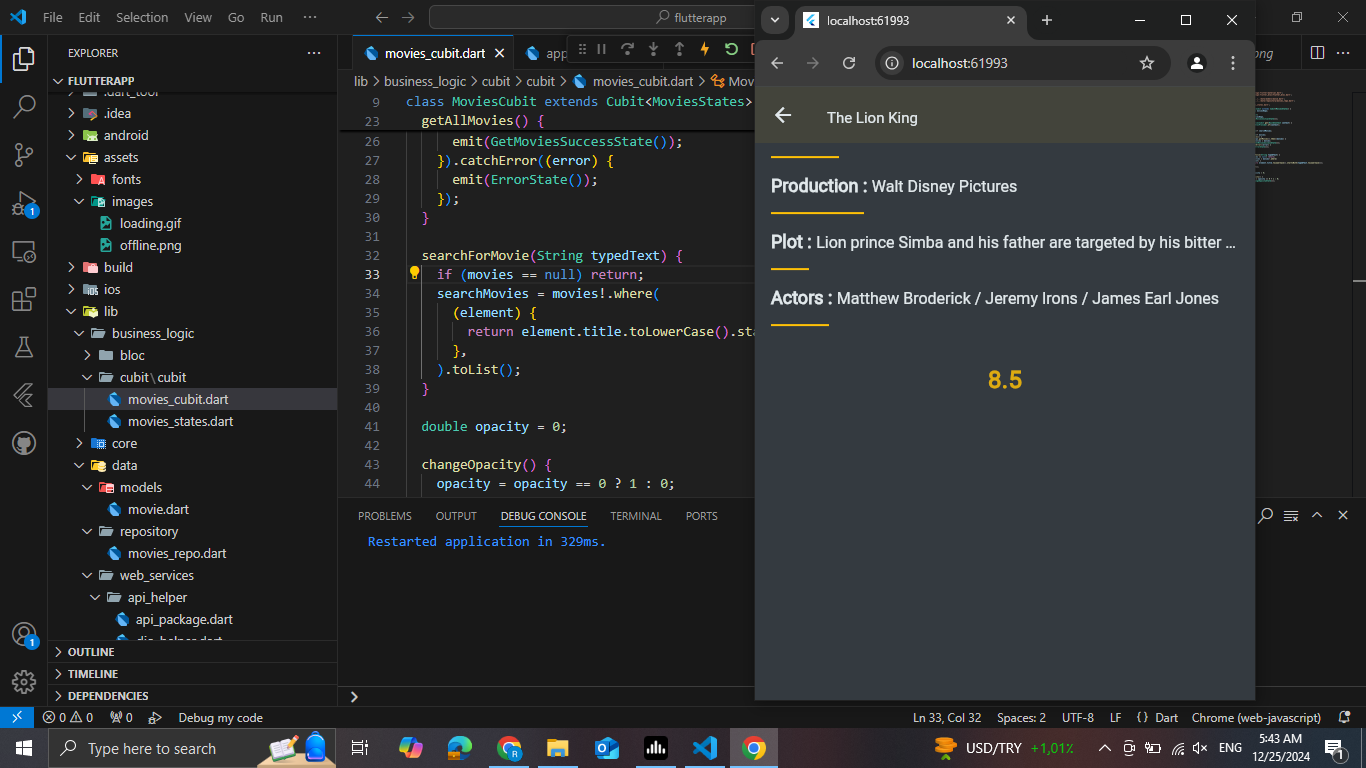 File Edit Selection View Go Run ···
flutterapp
localhost:61993
localhost:61993
EXPLORER
FLUTTERAPP
.dart_tool
.idea
android
assets
fonts
images
loading.gif
offline.png
build
ios
lib
business_logic
bloc
cubit\cubit
movies_cubit.dart
movies_states.dart
core
data
models
movie.dart
repository
movies_repo.dart
web_services
api_helper
api_package.dart
dio_helper.dart
OUTLINE
TIMELINE
DEPENDENCIES
movies_cubit.dart
app
ong
lib > business_logic > cubit > cubit > movies_cubit.dart > Mov
9 class MoviesCubit extends Cubit<MoviesStates>
23 getAllMovies() {
26 emit(GetMoviesSuccessState());
27 }).catchError((error) {
28 emit(ErrorState());
29 });
30 }
31
32 searchForMovie(String typedText) {
33 if (movies == null) return;
34 searchMovies = movies!.where(
35 (element) {
36 return element.title.toLowerCase().sta
37 },
38 ).toList();
39 }
40
41 double opacity = 0;
42
43 changeOpacity() {
44 opacity = opacity == 0 ? 1 : 0;
PROBLEMS OUTPUT DEBUG CONSOLE TERMINAL PORTS
Restarted application in 329ms.
The Lion King
Production : Walt Disney Pictures
Plot : Lion prince Simba and his father are targeted by his bitter ...
Actors : Matthew Broderick / Jeremy Irons / James Earl Jones
8.5
1
1
0 0 0 Debug my code
Ln 33, Col 32 Spaces: 2 UTF-8 LF {} Dart Chrome (web-javascript)
Type here to search
USD/TRY +1,01%
ENG
5:43 AM
12/25/2024
1